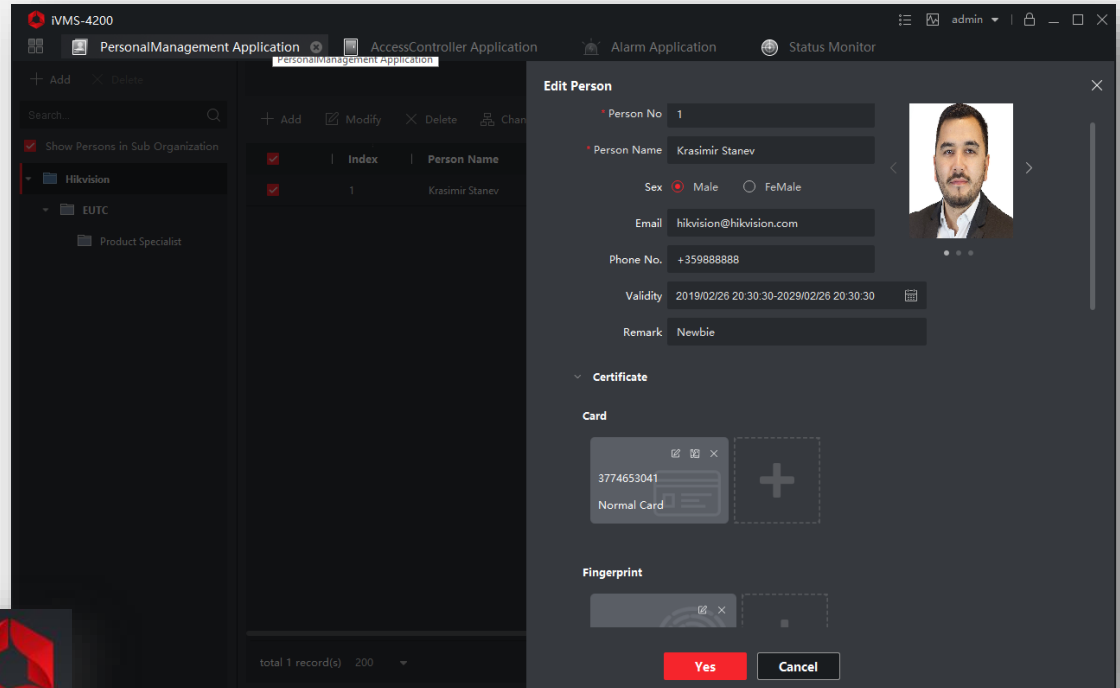 iVMS-4200
admin
PersonalManagement Application
AccessController Application
Alarm Application
Status Monitor
PersonalManagement Application
Add
Delete
Search...
Show Persons in Sub Organization
Hikvision
EUTC
Product Specialist
Add
Modify
Delete
Chan
Index
Person Name
1
Krasimir Stanev
total 1 record(s)
200
Edit Person
* Person No
1
* Person Name
Krasimir Stanev
Sex
Male
FeMale
Email
hikvision@hikvision.com
Phone No.
+359888888
Validity
2019/02/26 20:30:30-2029/02/26 20:30:30
Remark
Newbie
Certificate
Card
3774653041
Normal Card
Fingerprint
Yes
Cancel